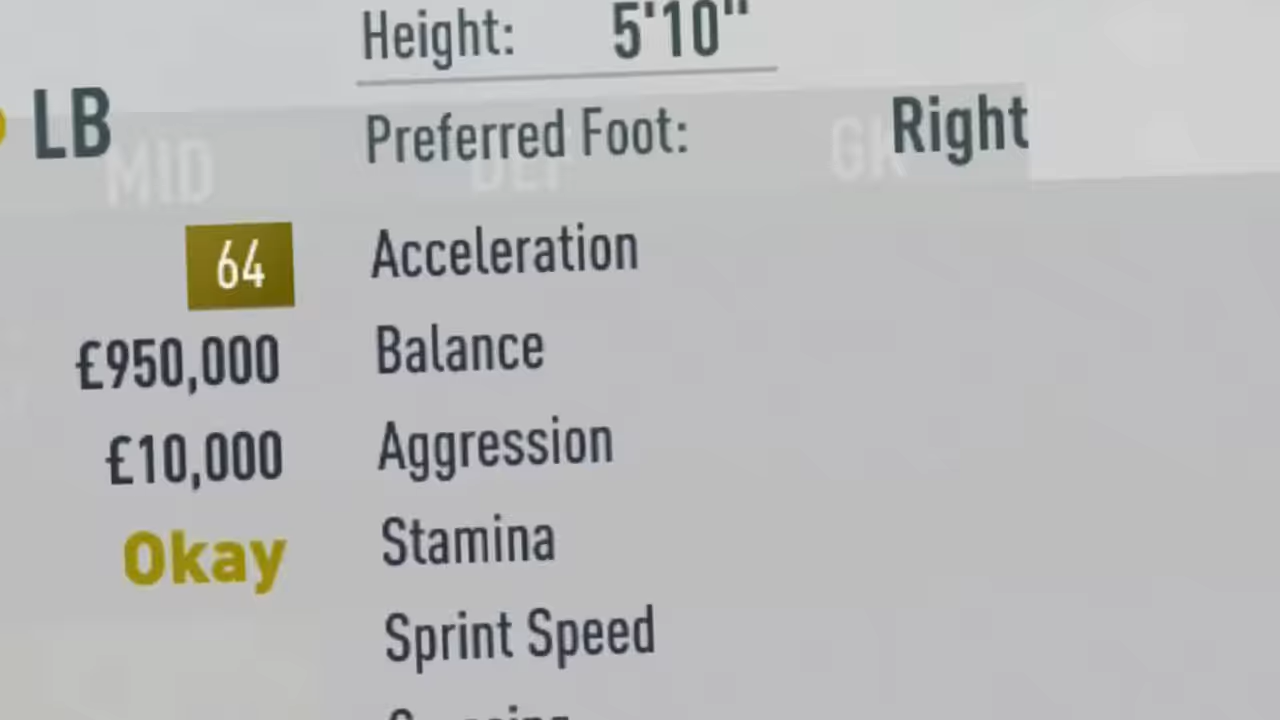 Height: 5'10"
LB Preferred Foot: Right
MID DEF GK
64 Acceleration
£950,000 Balance
£10,000 Aggression
Okay Stamina
Sprint Speed